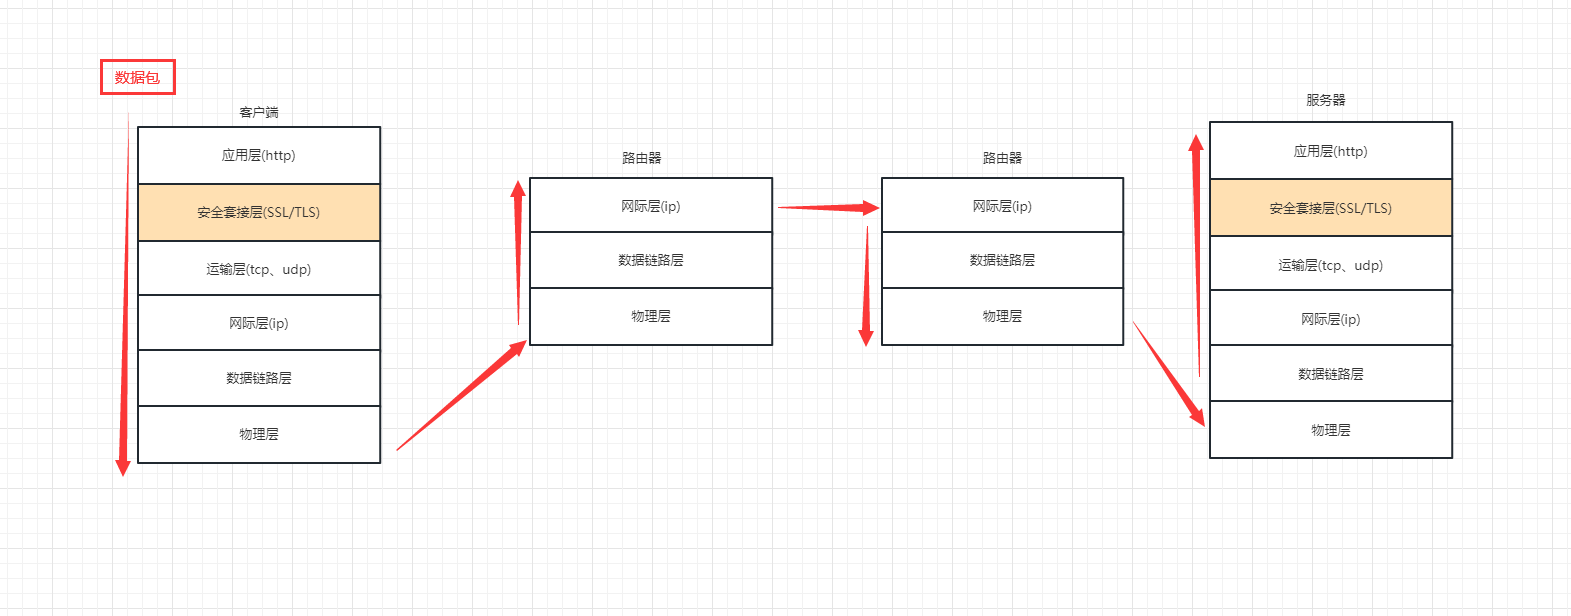 数据包
客户端
应用层(http)
安全套接层(SSL/TLS)
运输层(tcp、udp)
网际层(ip)
数据链路层
物理层
路由器
网际层(ip)
数据链路层
物理层
路由器
网际层(ip)
数据链路层
物理层
服务器
应用层(http)
安全套接层(SSL/TLS)
运输层(tcp、udp)
网际层(ip)
数据链路层
物理层